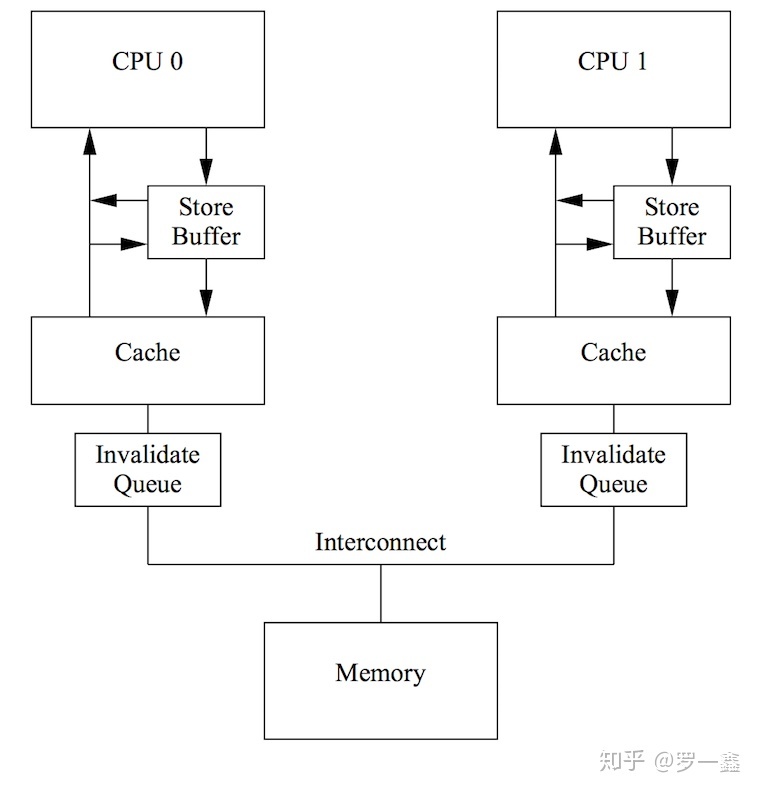 CPU 0
CPU 1
Store
Buffer
Store
Buffer
Cache
Cache
Invalidate
Queue
Invalidate
Queue
Interconnect
Memory
知乎 @罗一鑫